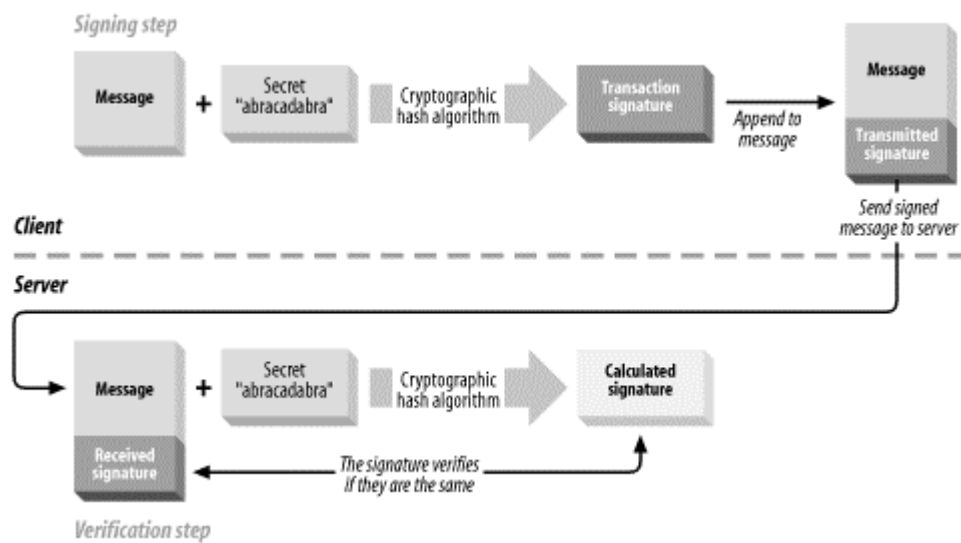 Signing step
Message
+
Secret
"abracadabra"
Cryptographic
hash algorithm
Transaction
signature
Append to
message
Message
Transmitted
signature
Send signed
message to server
Client
Server
Message
+
Secret
"abracadabra"
Cryptographic
hash algorithm
Calculated
signature
Received
signature
The signature verifies
if they are the same
Verification step